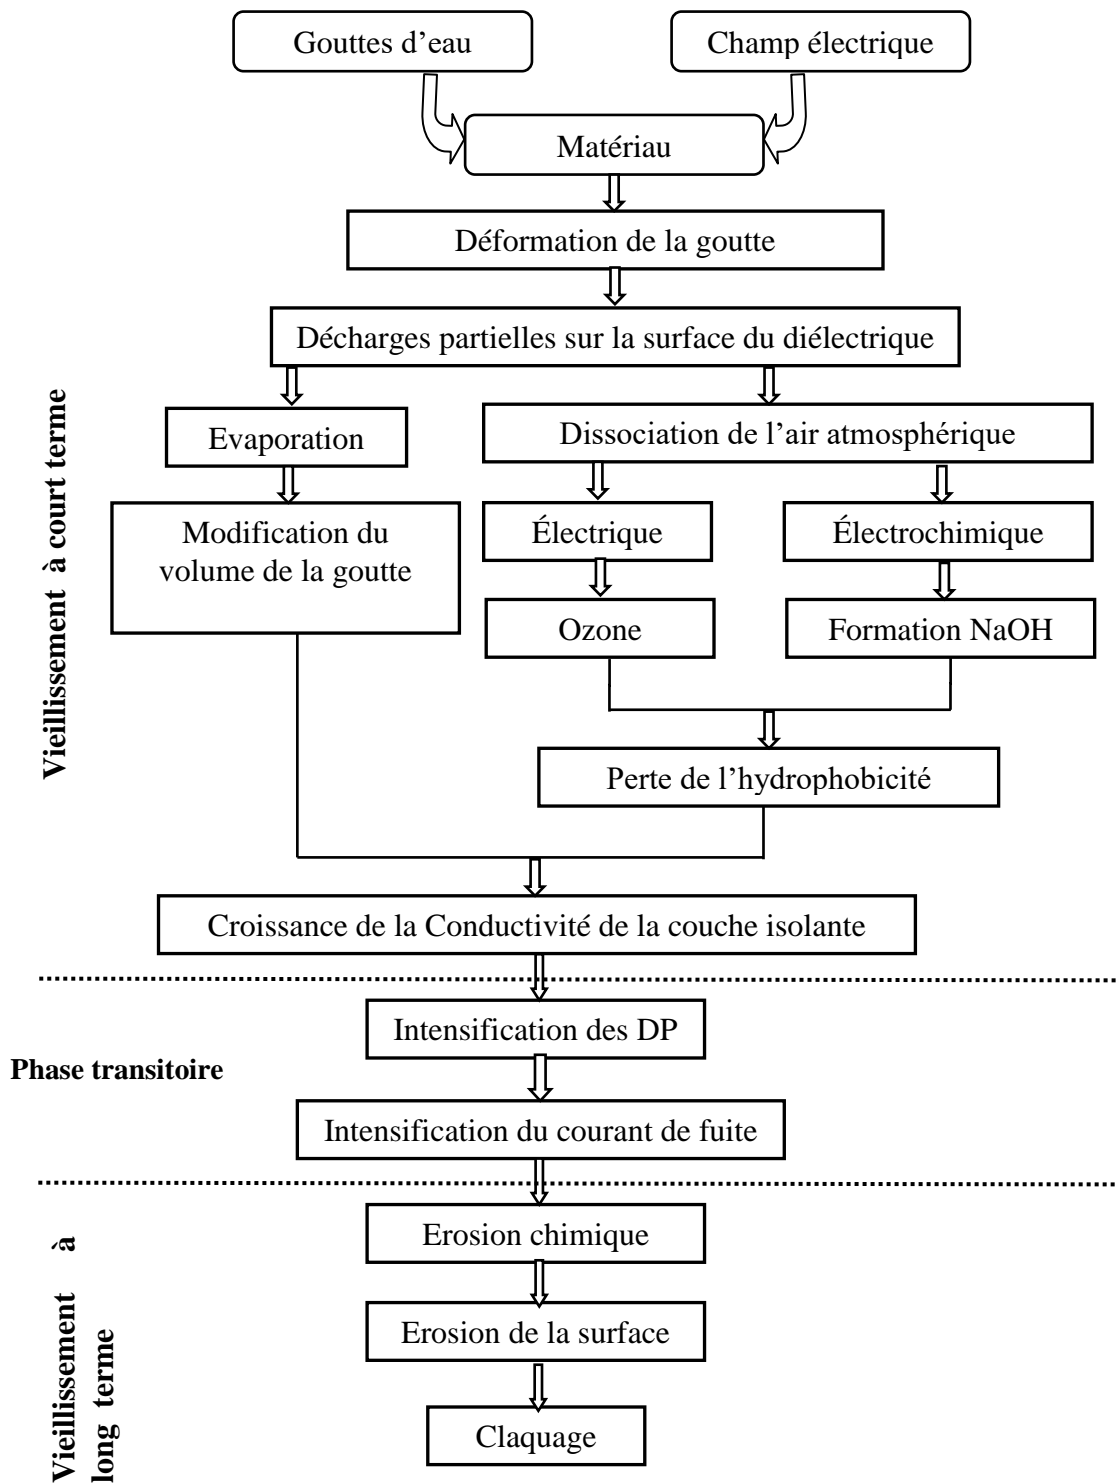 Gouttes d’eau
Champ électrique
Matériau
Déformation de la goutte
Décharges partielles sur la surface du diélectrique
Evaporation
Dissociation de l’air atmosphérique
Modification du
volume de la goutte
Électrique
Électrochimique
Ozone
Formation NaOH
Perte de l’hydrophobicité
Croissance de la Conductivité de la couche isolante
Vieillissement à court terme
Intensification des DP
Phase transitoire
Intensification du courant de fuite
Erosion chimique
Erosion de la surface
Claquage
Vieillissement à
long terme